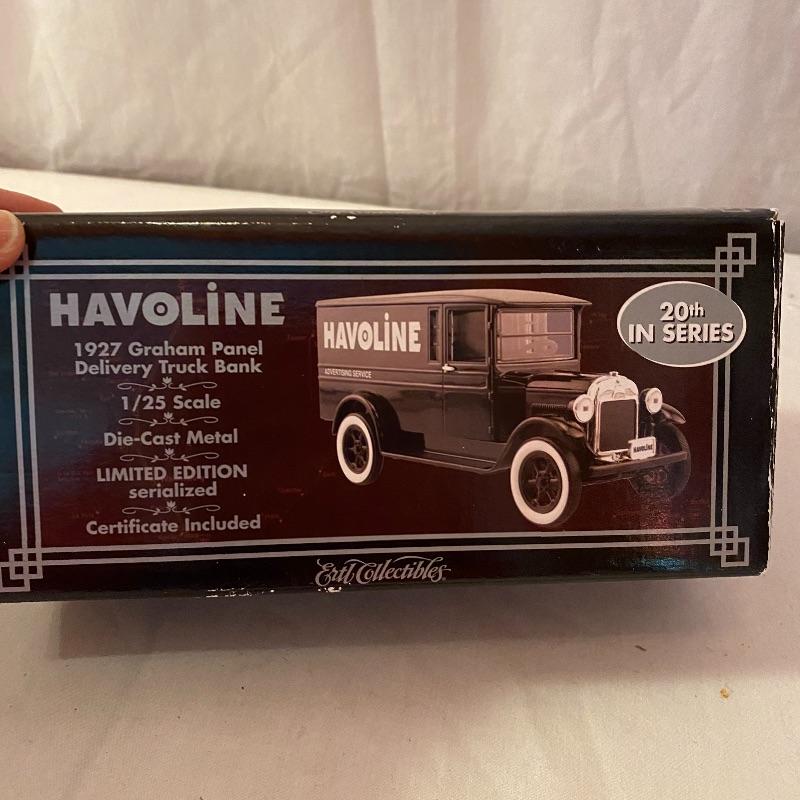 HAVOLINE
1927 Graham Panel
Delivery Truck Bank
1/25 Scale
Die-Cast Metal
LIMITED EDITION
serialized
Certificate Included
HAVOLINE
ADVERTISING SERVICE
HAVOLINE
20th
IN SERIES
Ertl Collectibles